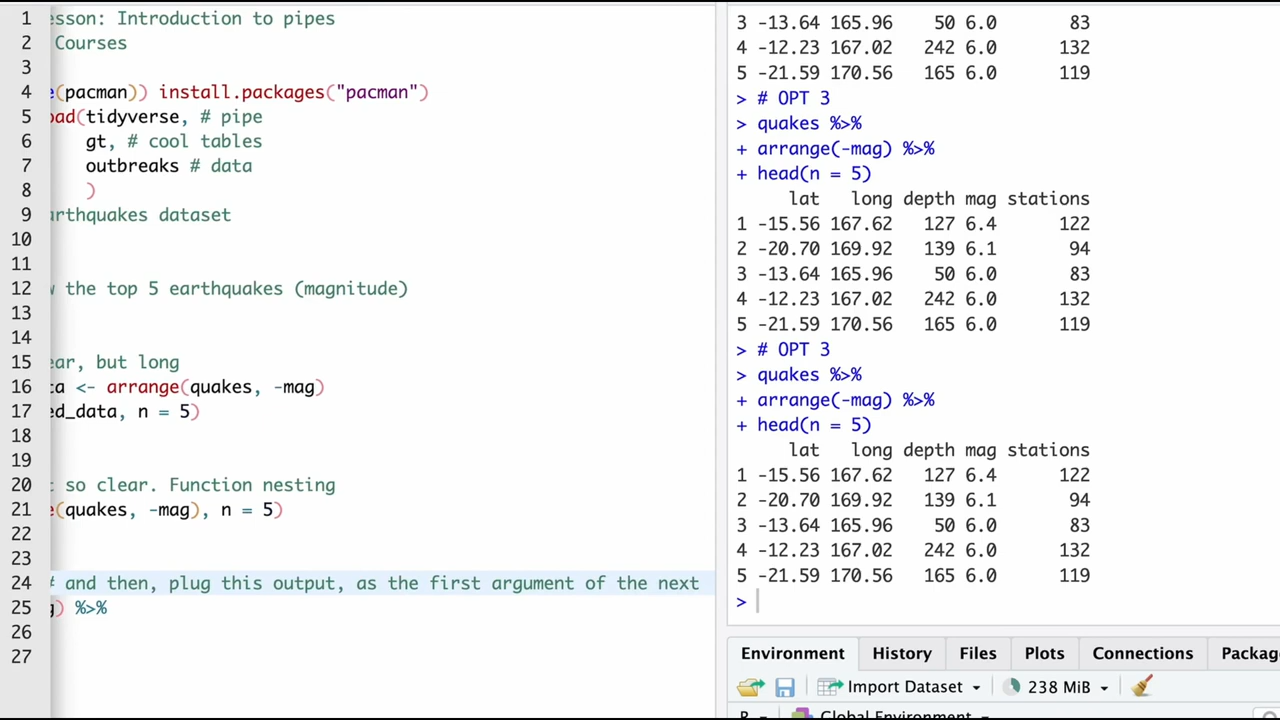 1 esson: Introduction to pipes
2 Courses
3
4 e(pacman)) install.packages("pacman")
5 oad(tidyverse, # pipe
6 gt, # cool tables
7 outbreaks # data
8 )
9 arthquakes dataset
10
11
12 w the top 5 earthquakes (magnitude)
13
14
15 ear, but long
16 ta <- arrange(quakes, -mag)
17 ed_data, n = 5)
18
19
20 t so clear. Function nesting
21 e(quakes, -mag), n = 5)
22
23
24 # and then, plug this output, as the first argument of the next
25 g) %>%
26
27
3 -13.64 165.96 50 6.0 83
4 -12.23 167.02 242 6.0 132
5 -21.59 170.56 165 6.0 119
> # OPT 3
> quakes %>%
+ arrange(-mag) %>%
+ head(n = 5)
lat long depth mag stations
1 -15.56 167.62 127 6.4 122
2 -20.70 169.92 139 6.1 94
3 -13.64 165.96 50 6.0 83
4 -12.23 167.02 242 6.0 132
5 -21.59 170.56 165 6.0 119
> # OPT 3
> quakes %>%
+ arrange(-mag) %>%
+ head(n = 5)
lat long depth mag stations
1 -15.56 167.62 127 6.4 122
2 -20.70 169.92 139 6.1 94
3 -13.64 165.96 50 6.0 83
4 -12.23 167.02 242 6.0 132
5 -21.59 170.56 165 6.0 119
>
Environment History Files Plots Connections Packag
Import Dataset 238 MiB
R Global Environment